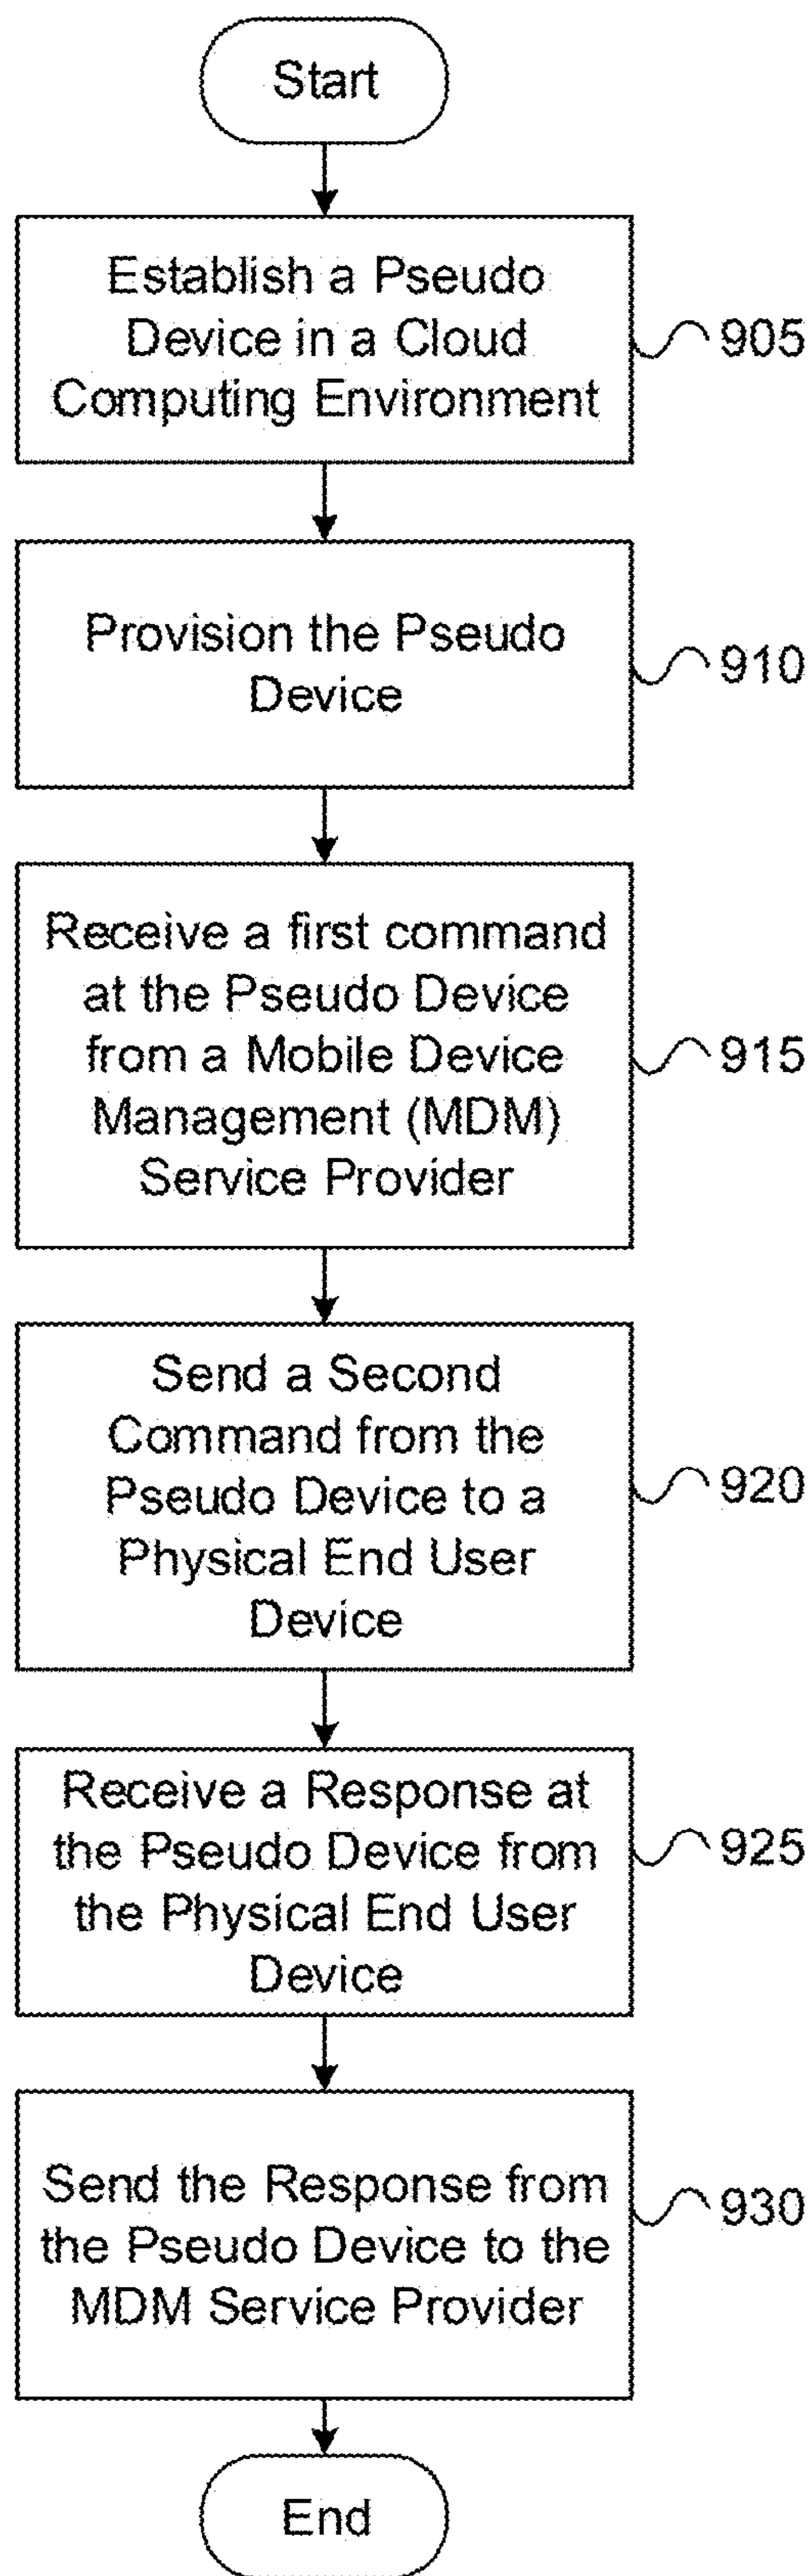 Start
Establish a Pseudo
Device in a Cloud
Computing Environment
905
Provision the Pseudo
Device
910
Receive a first command
at the Pseudo Device
from a Mobile Device
Management (MDM)
Service Provider
915
Send a Second
Command from the
Pseudo Device to a
Physical End User
Device
920
Receive a Response at
the Pseudo Device from
the Physical End User
Device
925
Send the Response from
the Pseudo Device to the
MDM Service Provider
930
End